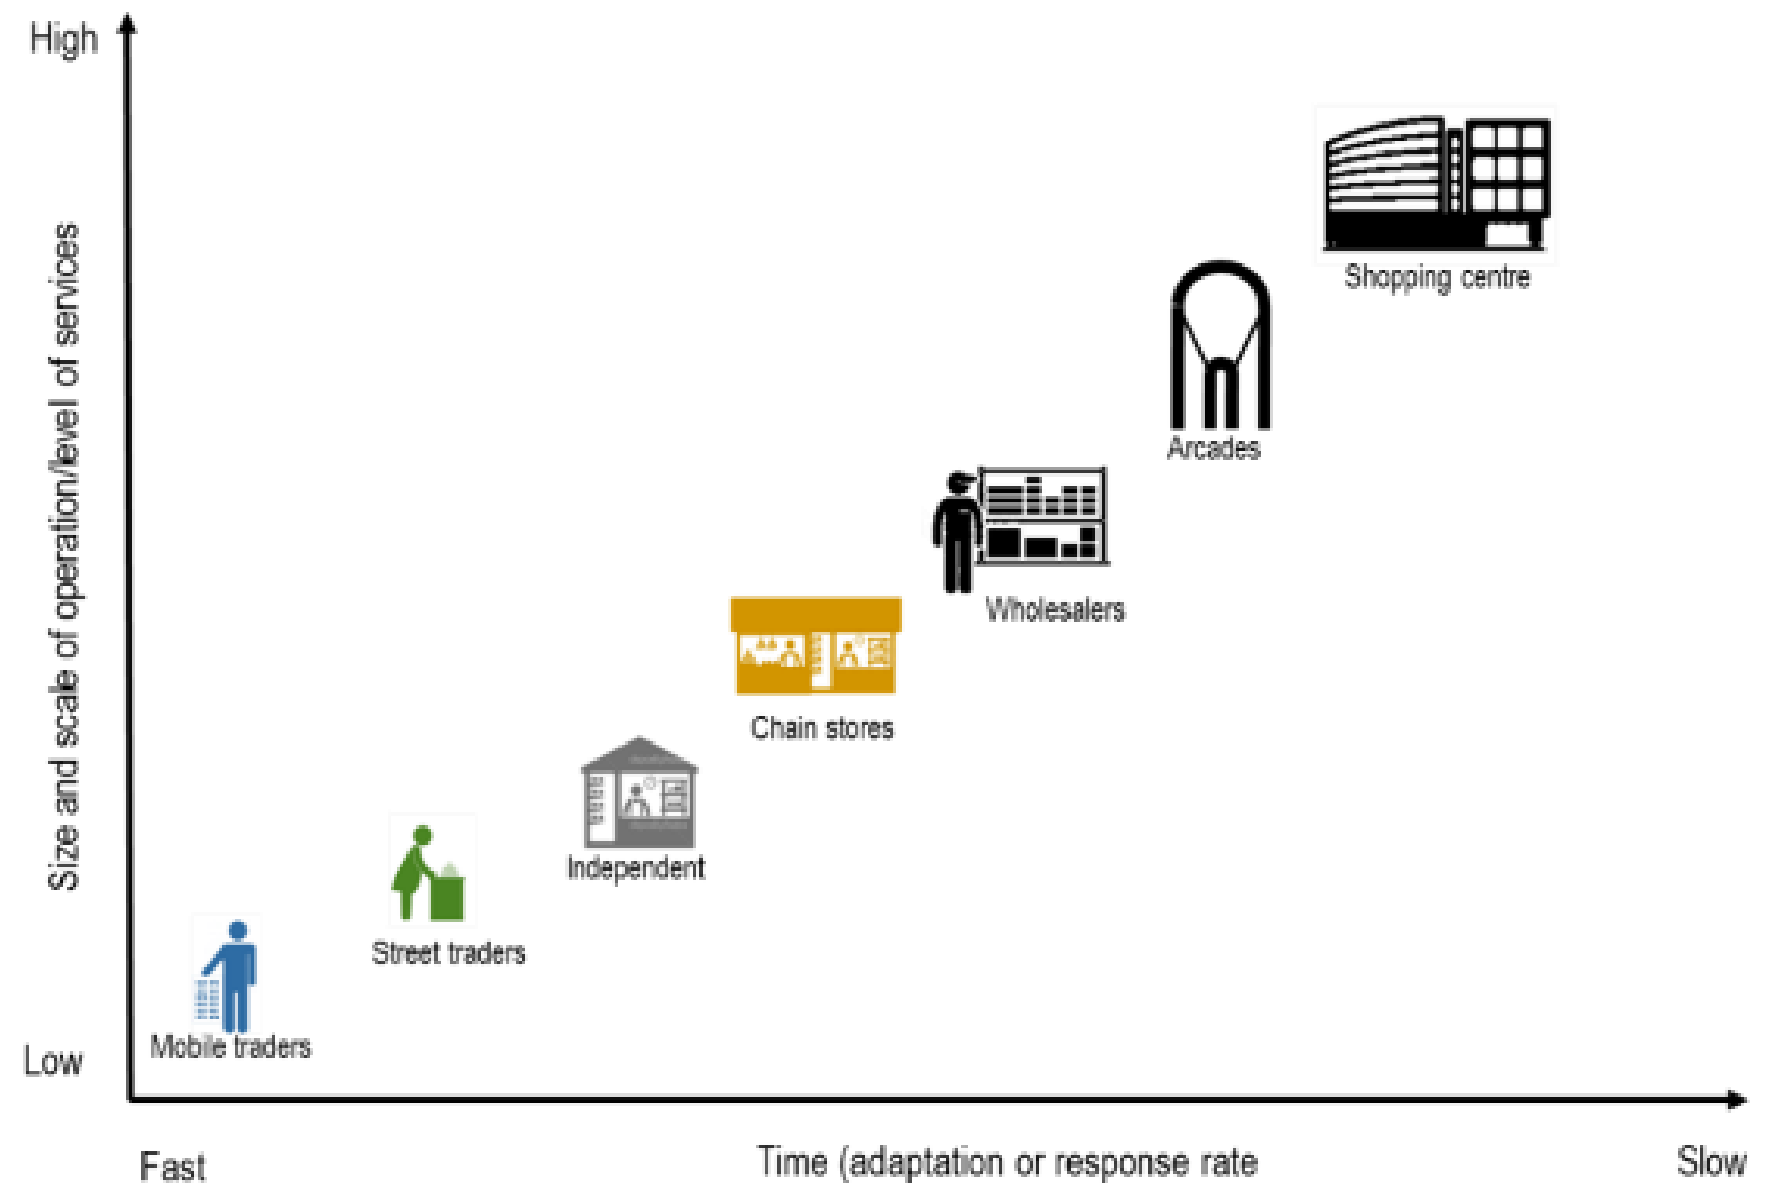 High
Size and scale of operation/level of services
Shopping centre
Arcades
Wholesalers
Chain stores
Independent
Street traders
Mobile traders
Low
Fast
Time (adaptation or response rate
Slow